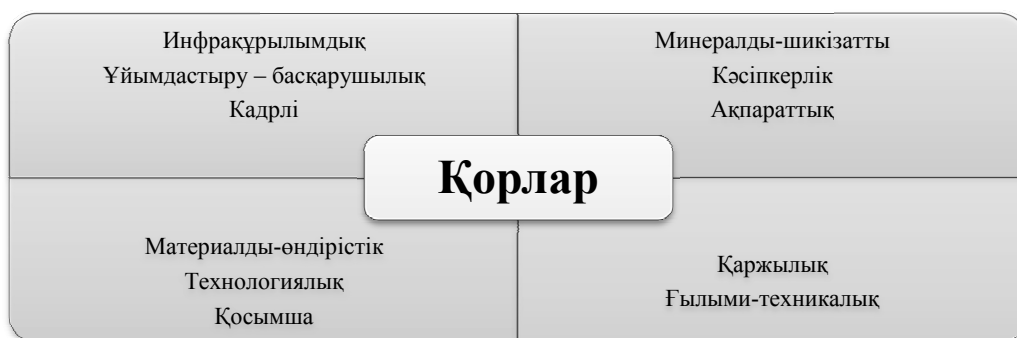 Инфрақұрылымдық
Ұйымдастыру – басқарушылық
Кадрлі
Минералды-шикізатты
Кәсіпкерлік
Ақпараттық
Қорлар
Материалды-өндірістік
Технологиялық
Қосымша
Қаржылық
Ғылыми-техникалық